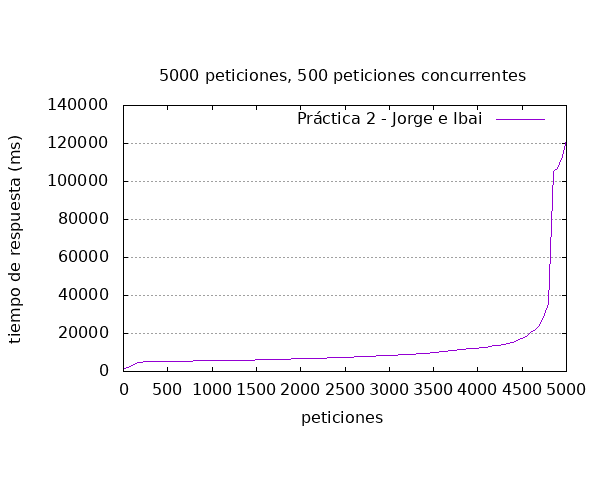 5000 peticiones, 500 peticiones concurrentes
Práctica 2 - Jorge e Ibai
tiempo de respuesta (ms)
140000
120000
100000
80000
60000
40000
20000
0
0 500 1000 1500 2000 2500 3000 3500 4000 4500 5000
peticiones